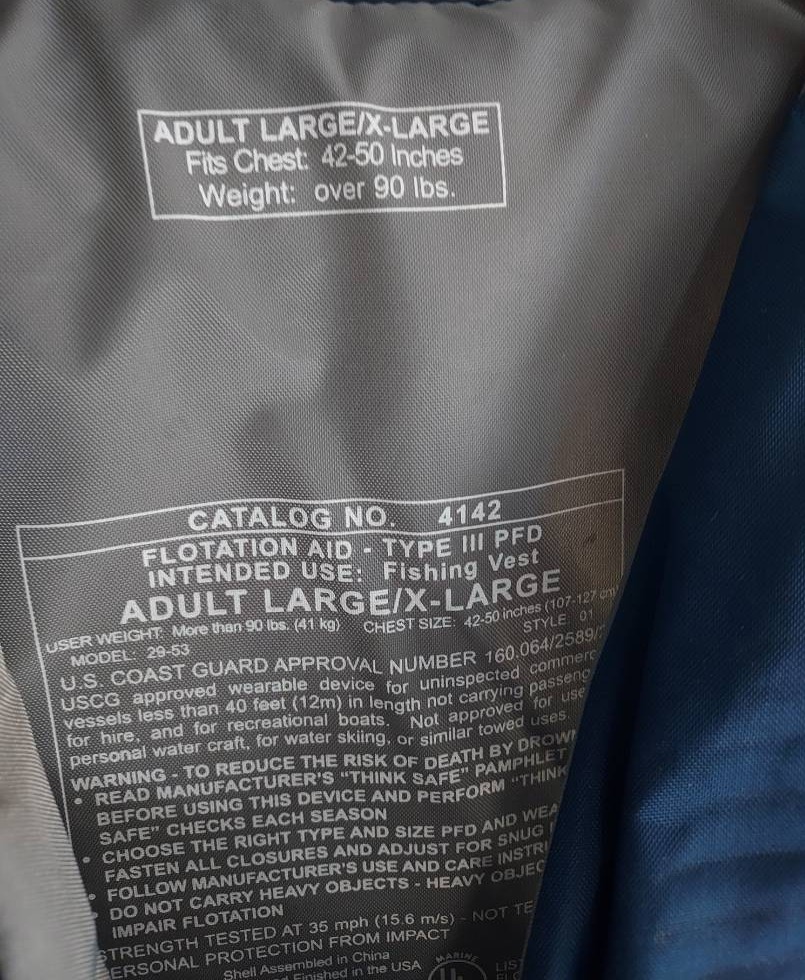 ADULT LARGE/X-LARGE
Fits Chest: 42-50 Inches
Weight: over 90 lbs.
CATALOG NO. 4142
FLOTATION AID - TYPE III PFD
INTENDED USE: Fishing Vest
ADULT LARGE/X-LARGE
USER WEIGHT: More than 90 lbs. (41 kg) CHEST SIZE: 42-50 inches (107-127 cm)
MODEL: 29-53 STYLE: 01
U.S. COAST GUARD APPROVAL NUMBER 160.064/2589/
USCG approved wearable device for uninspected commerc
vessels less than 40 feet (12m) in length not carrying passeng
for hire, and for recreational boats. Not approved for use
personal water craft, for water skiing, or similar towed uses.
WARNING - TO REDUCE THE RISK OF DEATH BY DROWN
• READ MANUFACTURER'S "THINK SAFE" PAMPHLET
BEFORE USING THIS DEVICE AND PERFORM "THINK
SAFE" CHECKS EACH SEASON
• CHOOSE THE RIGHT TYPE AND SIZE PFD AND WEA
FASTEN ALL CLOSURES AND ADJUST FOR SNUG
• FOLLOW MANUFACTURER'S USE AND CARE INSTR
• DO NOT CARRY HEAVY OBJECTS - HEAVY OBJEC
IMPAIR FLOTATION
STRENGTH TESTED AT 35 mph (15.6 m/s) - NOT TE
PERSONAL PROTECTION FROM IMPACT
Shell Assembled in China
Finished in the USA
MARINE
UL
LIS
FLO